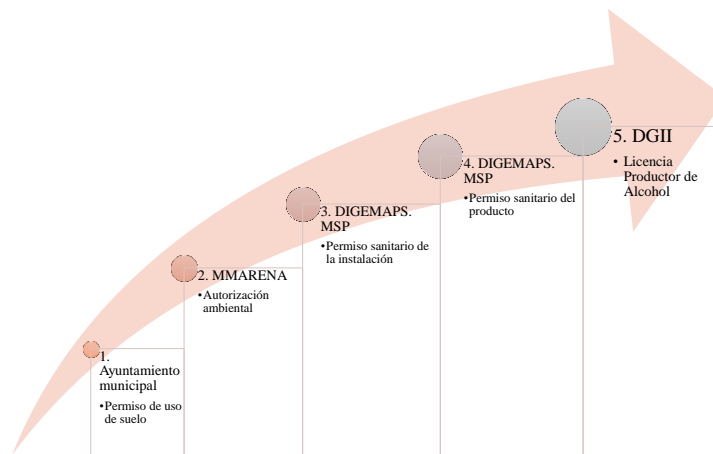 1.
Ayuntamiento
municipal
•Permiso de uso
de suelo
2. MMARENA
•Autorización
ambiental
3. DIGEMAPS.
MSP
•Permiso sanitario de
la instalación
4. DIGEMAPS.
MSP
•Permiso sanitario del
producto
5. DGII
• Licencia
Productor de
Alcohol